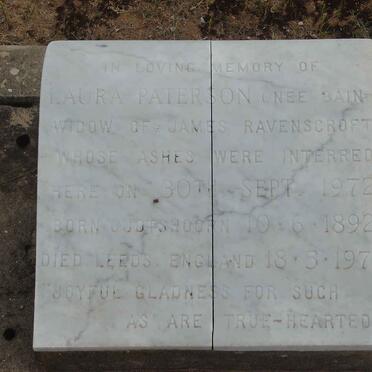 IN LOVING MEMORY OF
LAURA PATERSON (NEE BAIN
WIDOW OF JAMES RAVENSCROFT
WHOSE ASHES WERE INTERRED
HERE ON 30TH SEPT. 1972
BORN OUDTSHOORN 10·6·1892
DIED LEEDS ENGLAND 18·3·197
"JOYFUL GLADNESS FOR SUCH
AS ARE TRUE-HEARTED